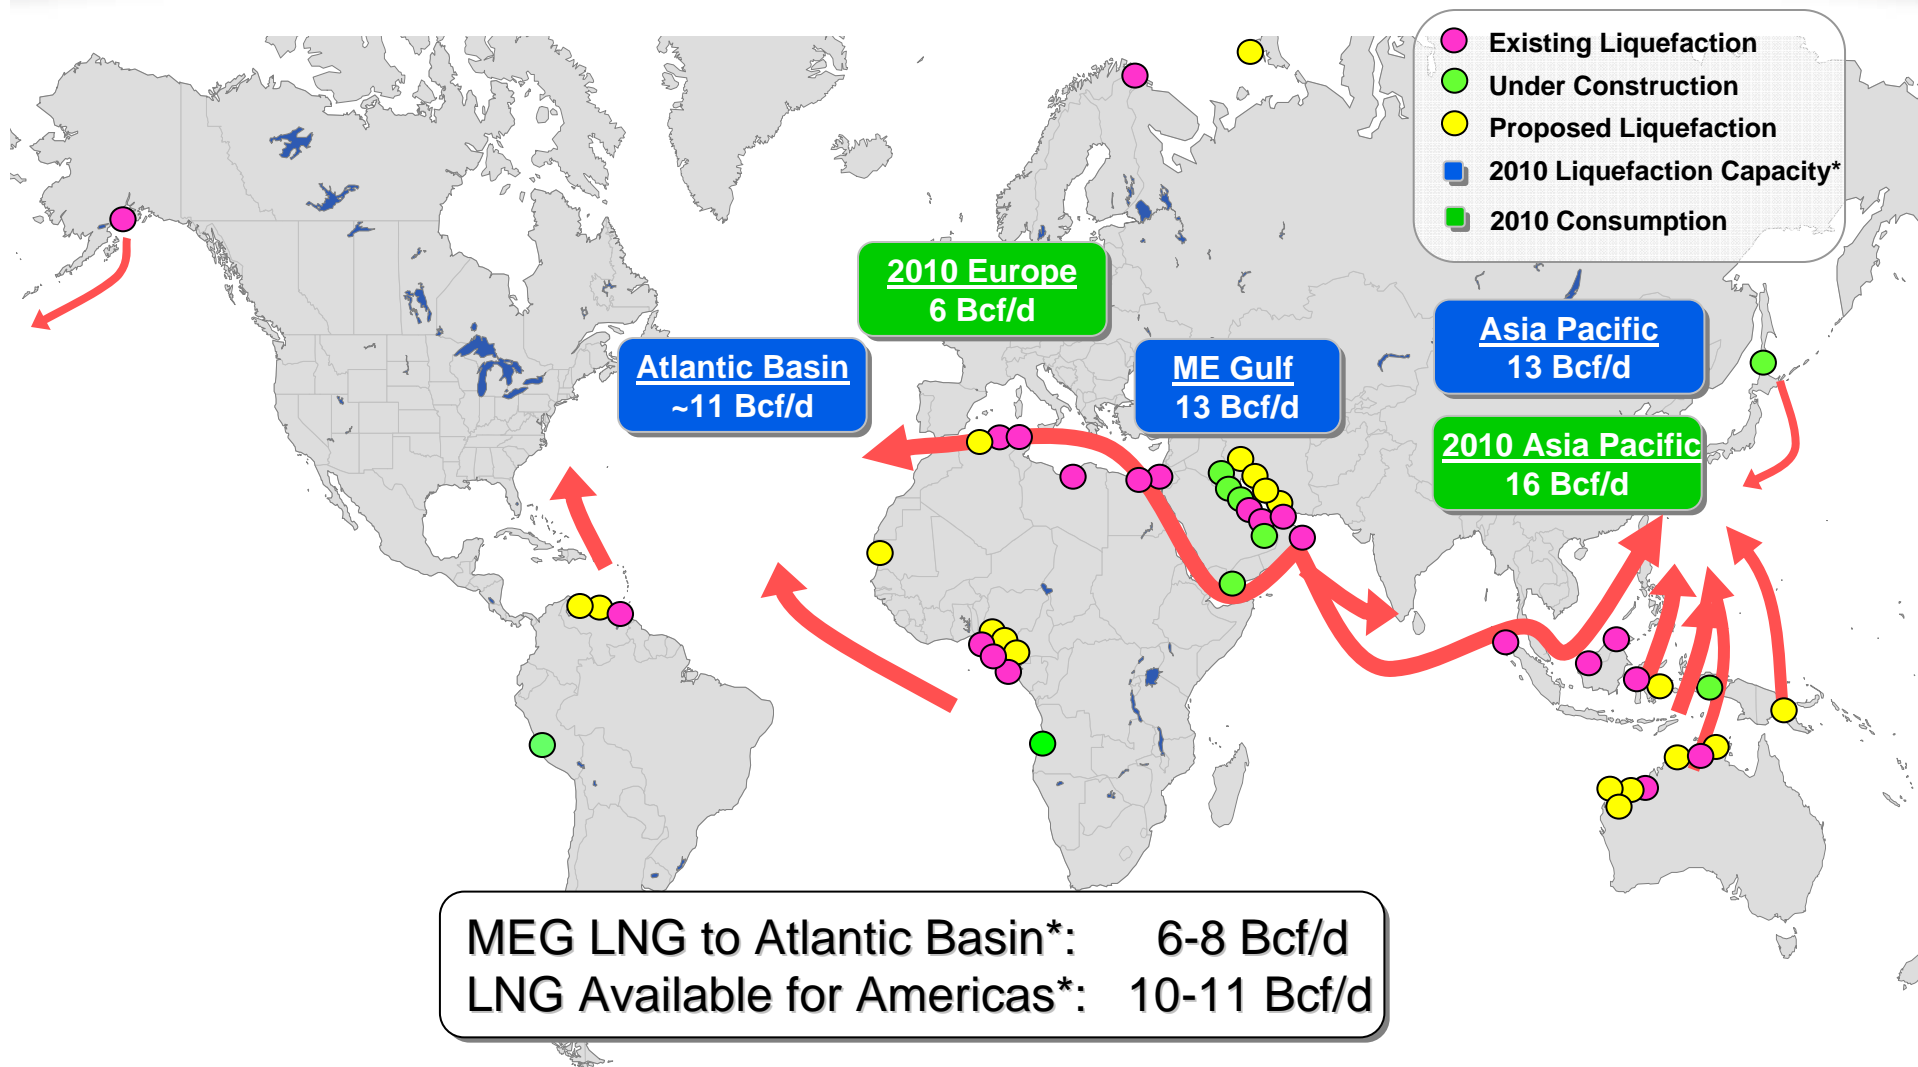 Existing Liquefaction
Under Construction
Proposed Liquefaction
2010 Liquefaction Capacity*
2010 Consumption
2010 Europe
6 Bcf/d
Atlantic Basin
~11 Bcf/d
ME Gulf
13 Bcf/d
Asia Pacific
13 Bcf/d
2010 Asia Pacific
16 Bcf/d
MEG LNG to Atlantic Basin*: 6-8 Bcf/d
LNG Available for Americas*: 10-11 Bcf/d